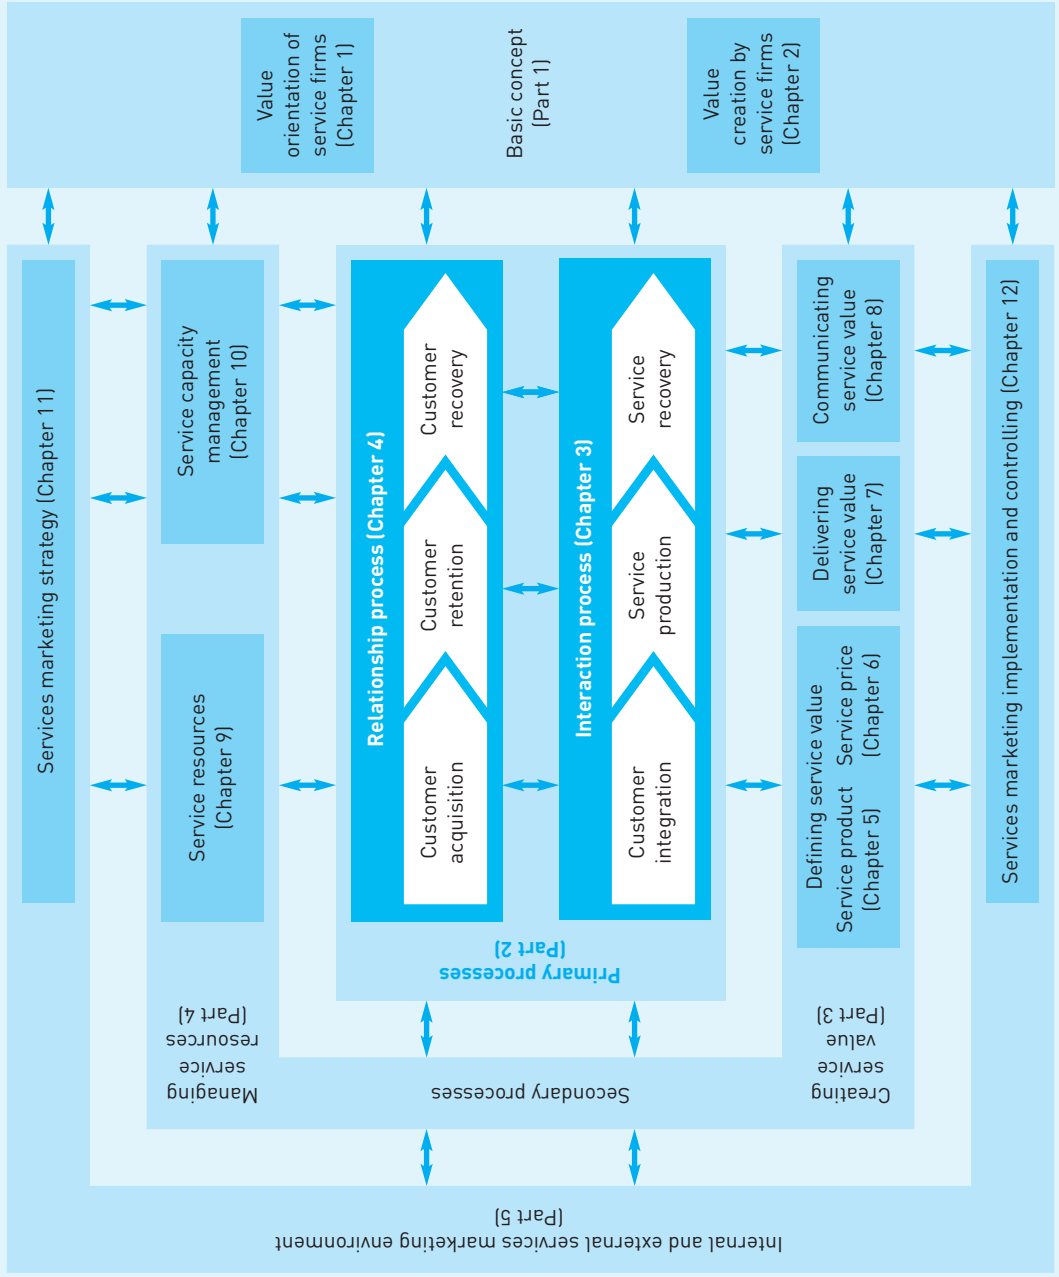 Internal and external services marketing environment
(Part 5)
Services marketing strategy (Chapter 11)
Managing
service
resources
(Part 4)
Service resources
(Chapter 9)
Service capacity
management
(Chapter 10)
Secondary processes
Primary processes
(Part 2)
Relationship process (Chapter 4)
Customer
acquisition
Customer
retention
Customer
recovery
Interaction process (Chapter 3)
Customer
integration
Service
production
Service
recovery
Creating
service
value
(Part 3)
Defining service value
Service product
(Chapter 5)
Service price
(Chapter 6)
Delivering
service value
(Chapter 7)
Communicating
service value
(Chapter 8)
Services marketing implementation and controlling (Chapter 12)
Value
orientation of
service firms
(Chapter 1)
Basic concept
(Part 1)
Value
creation by
service firms
(Chapter 2)